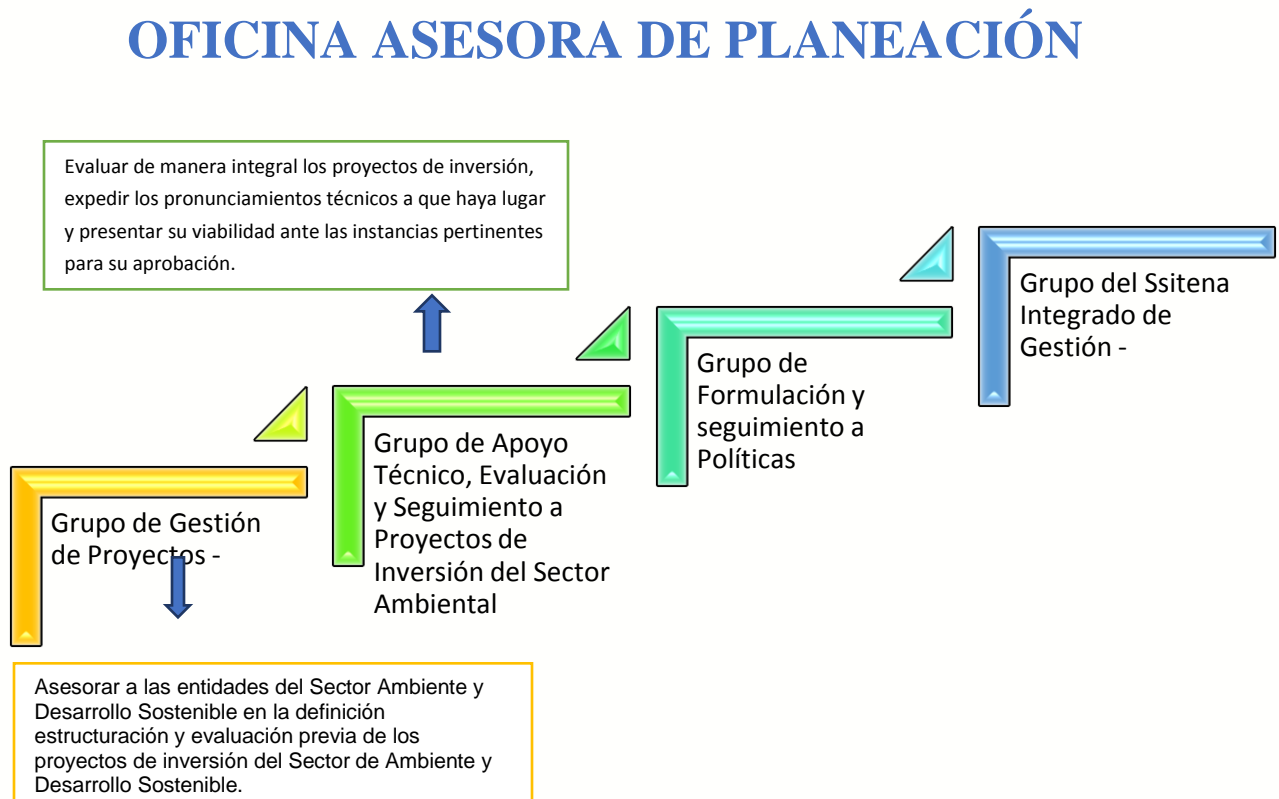 OFICINA ASESORA DE PLANEACIÓN
Evaluar de manera integral los proyectos de inversión,
expedir los pronunciamientos técnicos a que haya lugar
y presentar su viabilidad ante las instancias pertinentes
para su aprobación.
Grupo del Ssitena
Integrado de
Gestión -
Grupo de
Formulación y
seguimiento a
Políticas
Grupo de Apoyo
Técnico, Evaluación
y Seguimiento a
Proyectos de
Inversión del Sector
Ambiental
Grupo de Gestión
de Proyectos -
Asesorar a las entidades del Sector Ambiente y
Desarrollo Sostenible en la definición
estructuración y evaluación previa de los
proyectos de inversión del Sector de Ambiente y
Desarrollo Sostenible.